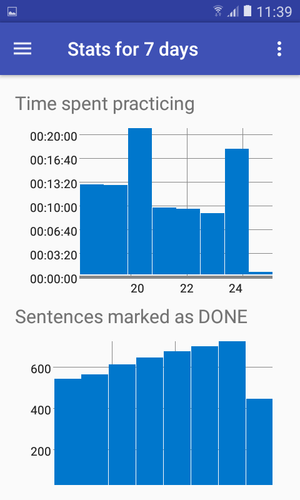 11:39
Stats for 7 days
Time spent practicing
00:20:00
00:16:40
00:13:20
00:10:00
00:06:40
00:03:20
00:00:00
20 22 24
Sentences marked as DONE
600
400
200